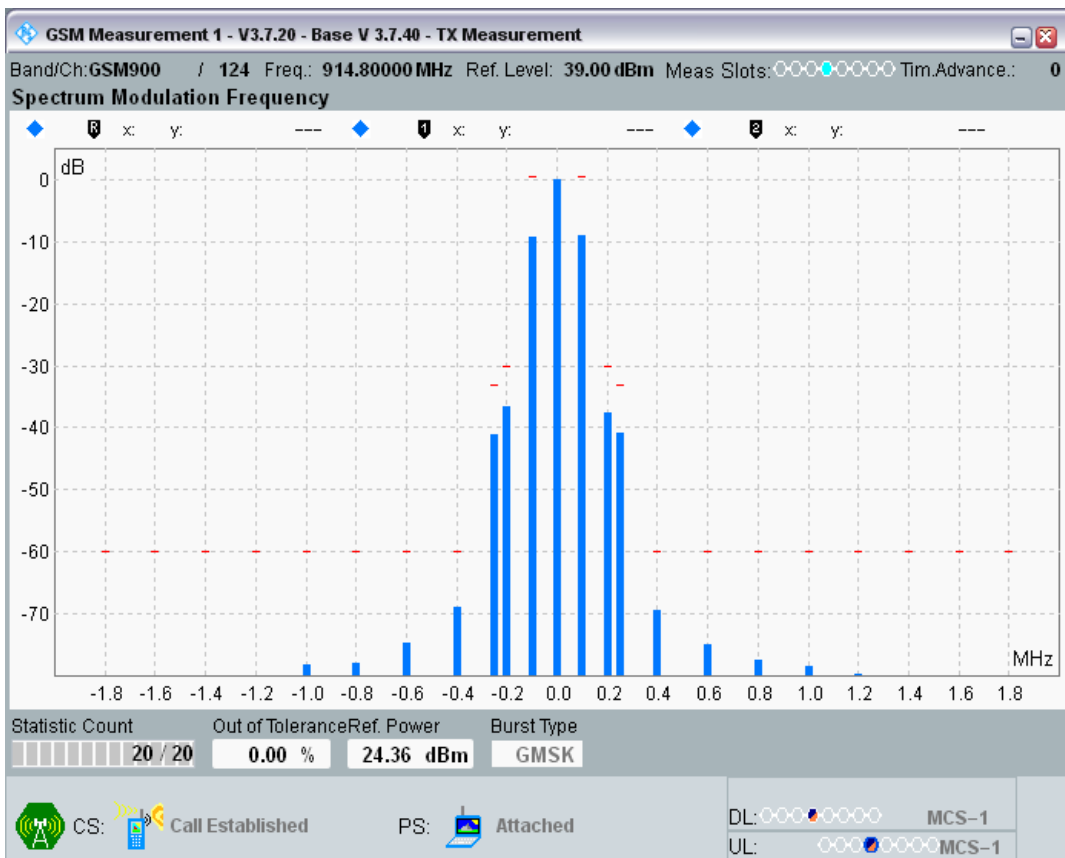 GSM Measurement 1 - V3.7.20 - Base V 3.7.40 - TX Measurement
Band/Ch:GSM900 / 124 Freq.: 914.80000 MHz Ref. Level: 39.00 dBm Meas Slots: Tim.Advance.: 0
Spectrum Modulation Frequency
R x: y: --- 1 x: y: --- 2 x: y: ---
dB
0
-10
-20
-30
-40
-50
-60
-70
MHz
-1.8 -1.6 -1.4 -1.2 -1.0 -0.8 -0.6 -0.4 -0.2 0.0 0.2 0.4 0.6 0.8 1.0 1.2 1.4 1.6 1.8
Statistic Count Out of Tolerance Ref. Power Burst Type
20 / 20 0.00 % 24.36 dBm GMSK
CS: Call Established PS: Attached DL: MCS-1
UL: MCS-1